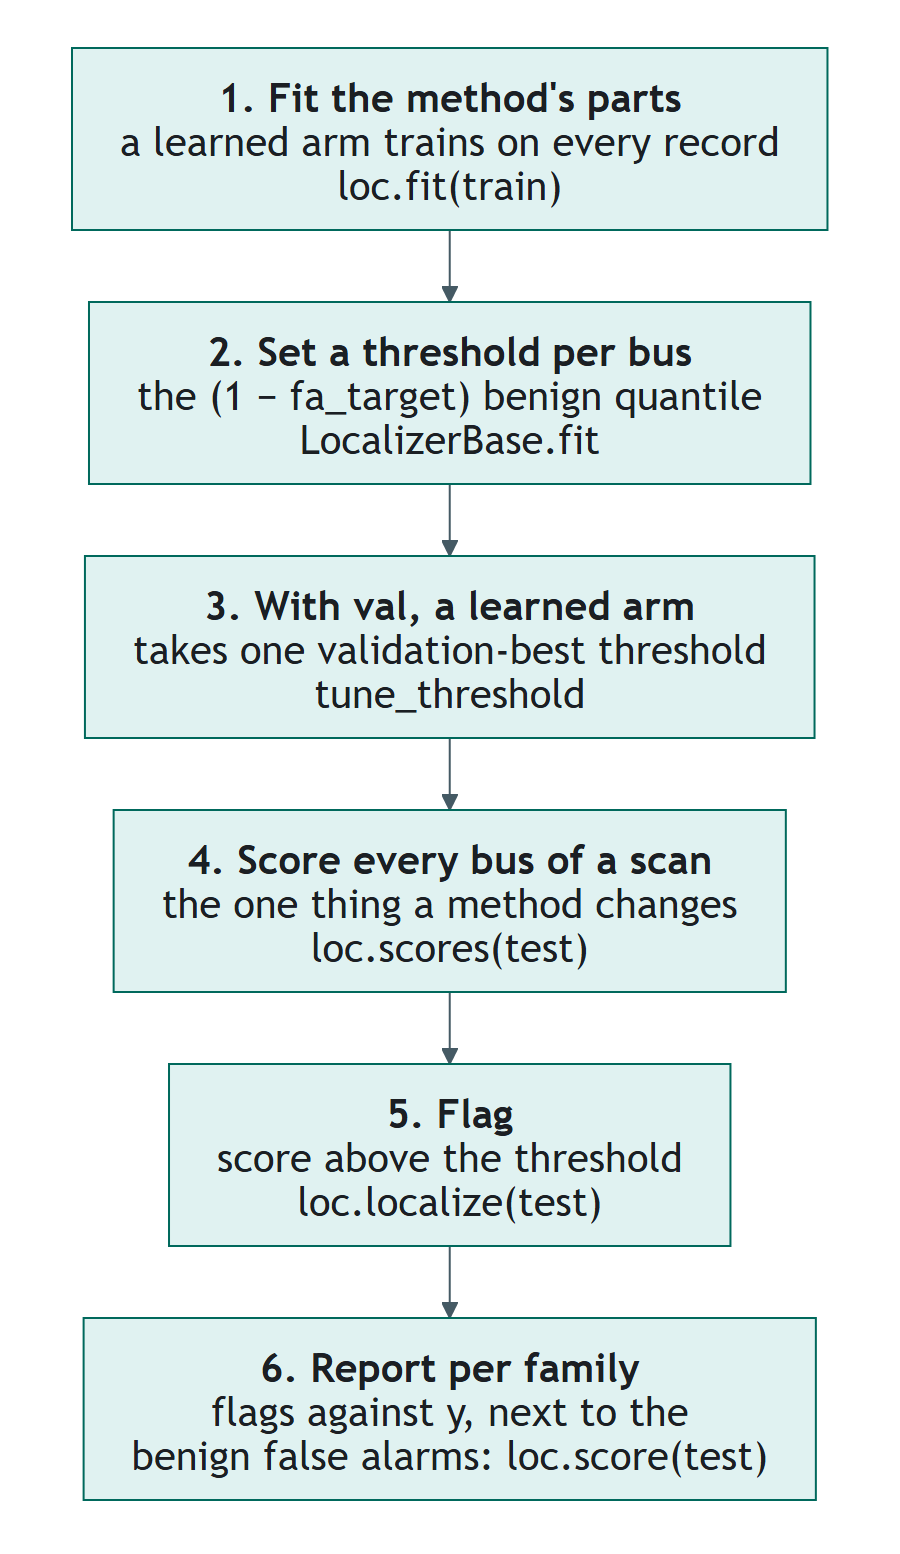 1. Fit the method's parts
a learned arm trains on every record
loc.fit(train)
2. Set a threshold per bus
the (1 − fa_target) benign quantile
LocalizerBase.fit
3. With val, a learned arm
takes one validation-best threshold
tune_threshold
4. Score every bus of a scan
the one thing a method changes
loc.scores(test)
5. Flag
score above the threshold
loc.localize(test)
6. Report per family
flags against y, next to the
benign false alarms: loc.score(test)